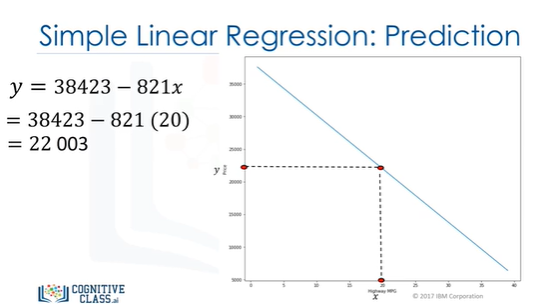 Simple Linear Regression: Prediction
y = 38423 − 821x
= 38423 − 821 (20)
= 22 003
35000
30000
25000
20000
15000
10000
5000
y
Price
0
5
10
15
20
25
30
35
40
Highway MPG
x
COGNITIVE
CLASS.ai
© 2017 IBM Corporation